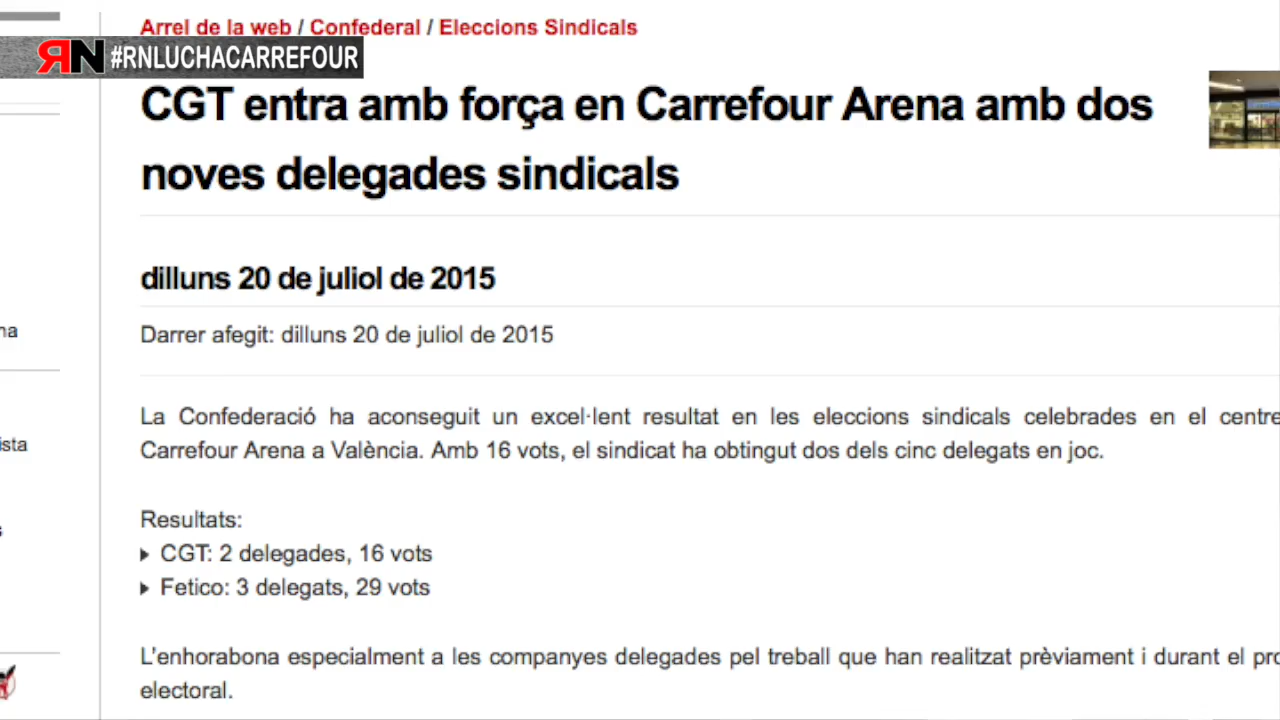 Arrel de la web / Confederal / Eleccions Sindicals
RN #RNLUCHACARREFOUR
CGT entra amb força en Carrefour Arena amb dos
noves delegades sindicals
dilluns 20 de juliol de 2015
Darrer afegit: dilluns 20 de juliol de 2015
La Confederació ha aconseguit un excel·lent resultat en les eleccions sindicals celebrades en el centre
Carrefour Arena a València. Amb 16 vots, el sindicat ha obtingut dos dels cinc delegats en joc.
Resultats:
CGT: 2 delegades, 16 vots
Fetico: 3 delegats, 29 vots
L'enhorabona especialment a les companyes delegades pel treball que han realitzat prèviament i durant el
electoral.